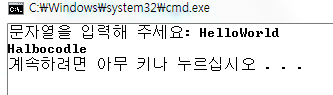 C:₩Windows₩system32₩cmd.exe
문자열을 입력해 주세요: HelloWorld
Halbocodle
계속하려면 아무 키나 누르십시오 . . .